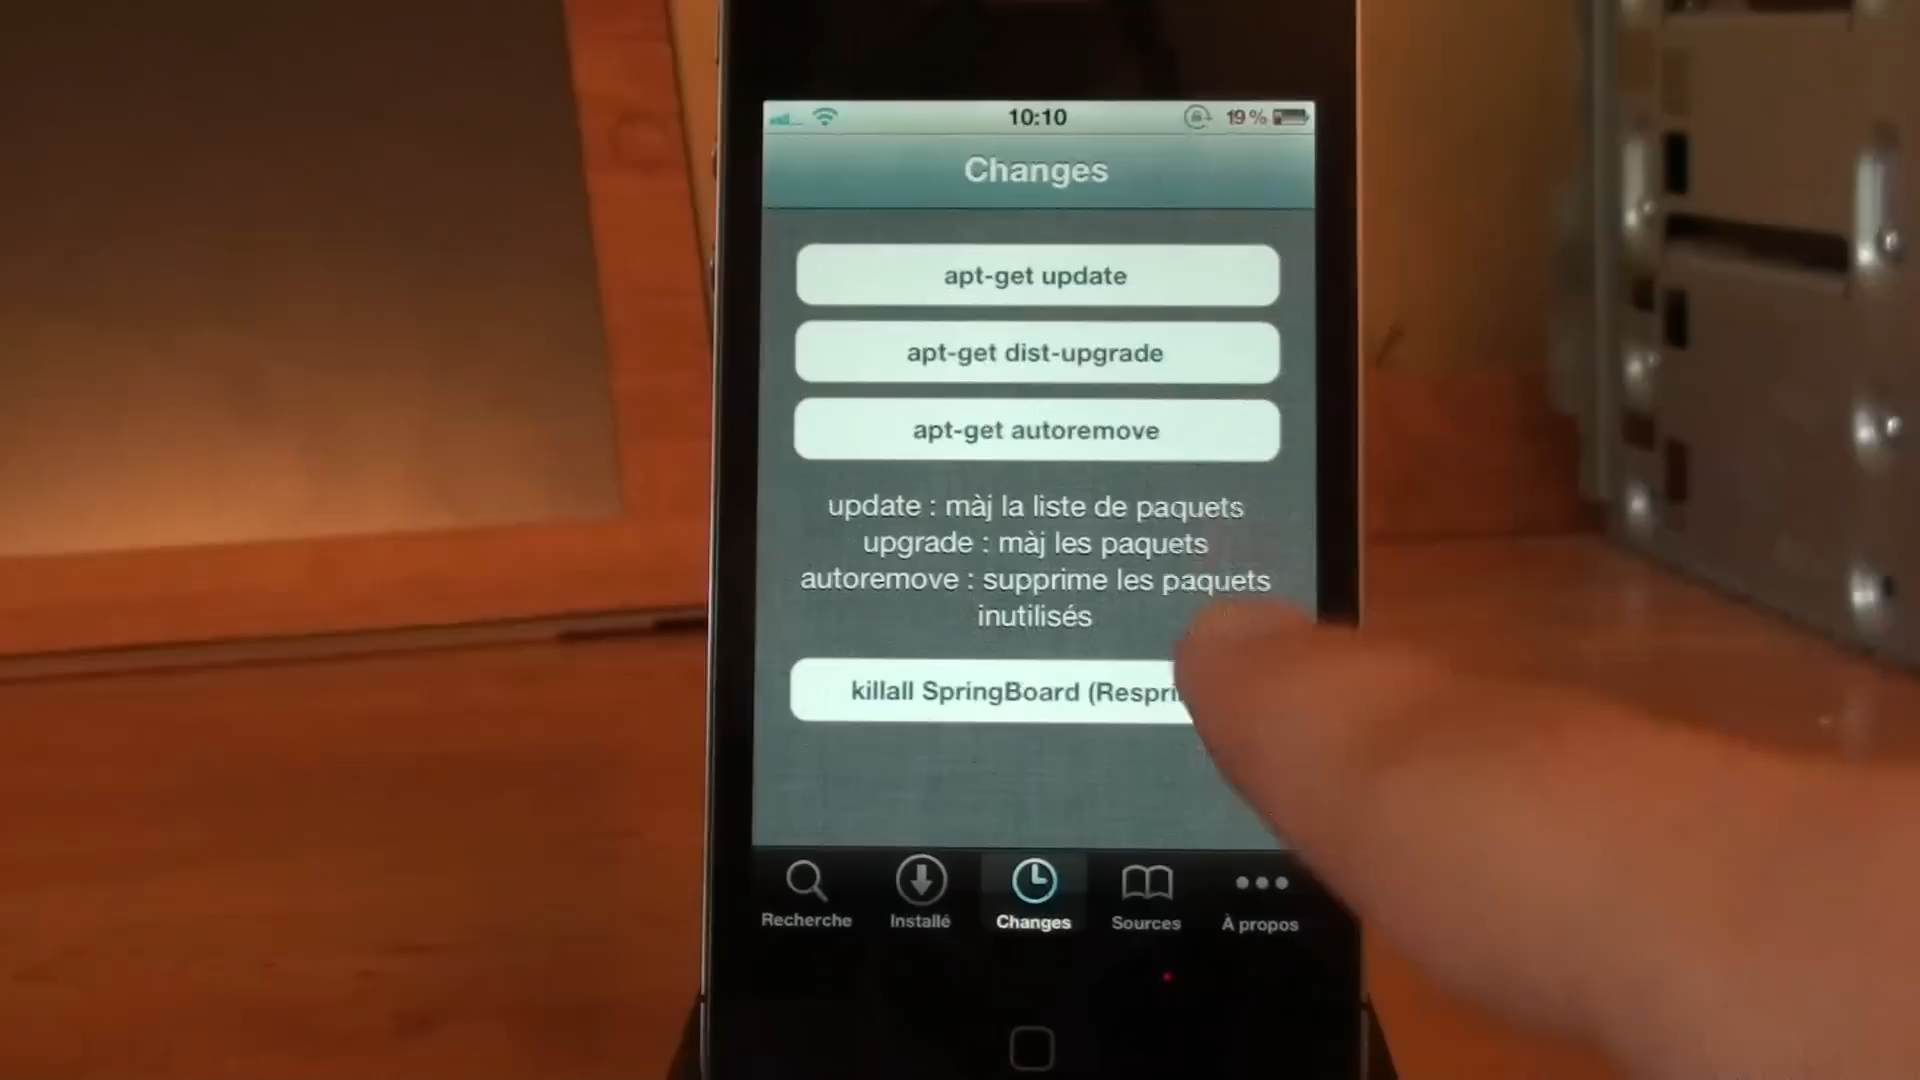 10:10
19 %
Changes
apt-get update
apt-get dist-upgrade
apt-get autoremove
update : màj la liste de paquets
upgrade : màj les paquets
autoremove : supprime les paquets
inutilisés
killall SpringBoard
Recherche
Installé
Changes
Sources
À propos